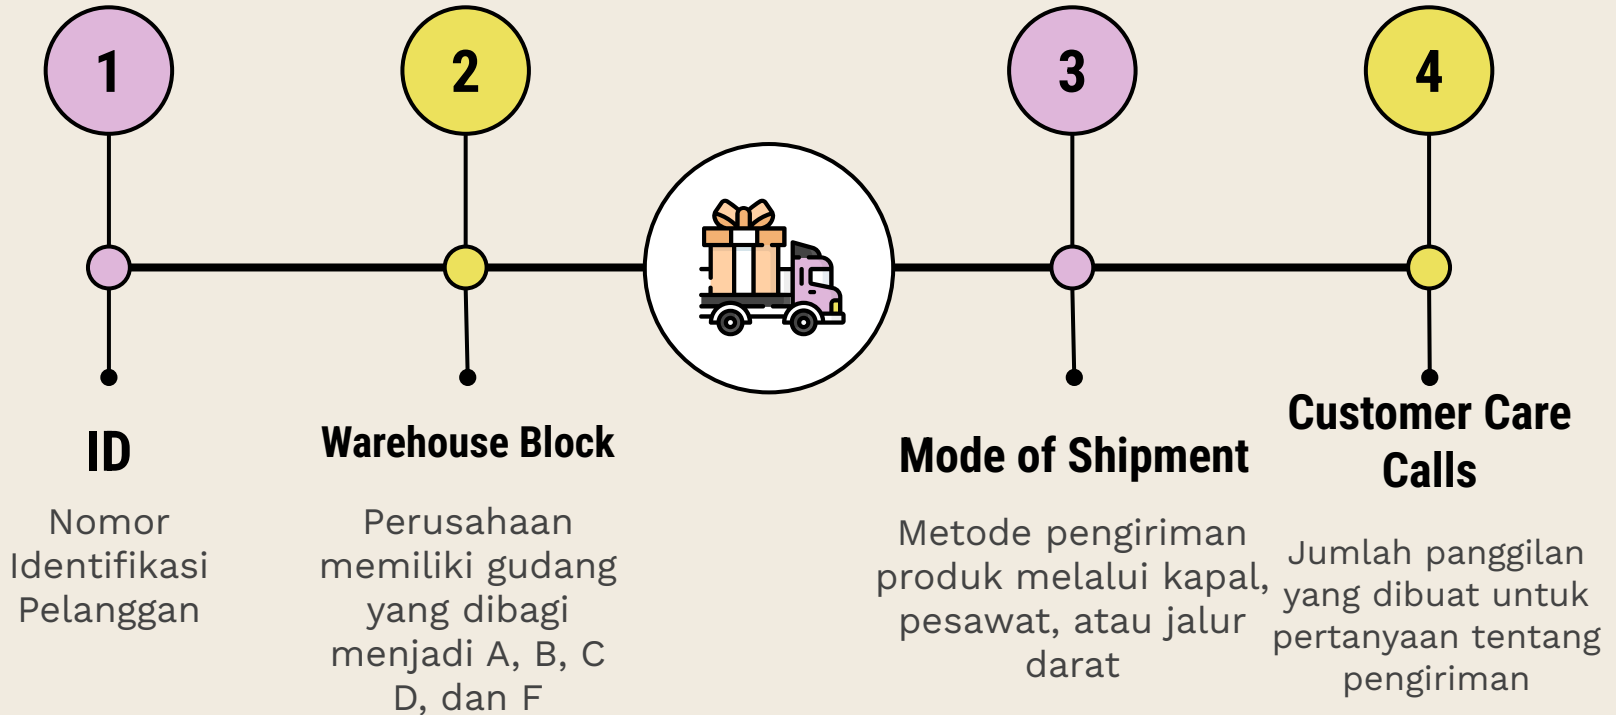 1
2
3
4
ID
Nomor
Identifikasi
Pelanggan
Warehouse Block
Perusahaan
memiliki gudang
yang dibagi
menjadi A, B, C
D, dan F
Mode of Shipment
Metode pengiriman
produk melalui kapal,
pesawat, atau jalur
darat
Customer Care
Calls
Jumlah panggilan
yang dibuat untuk
pertanyaan tentang
pengiriman